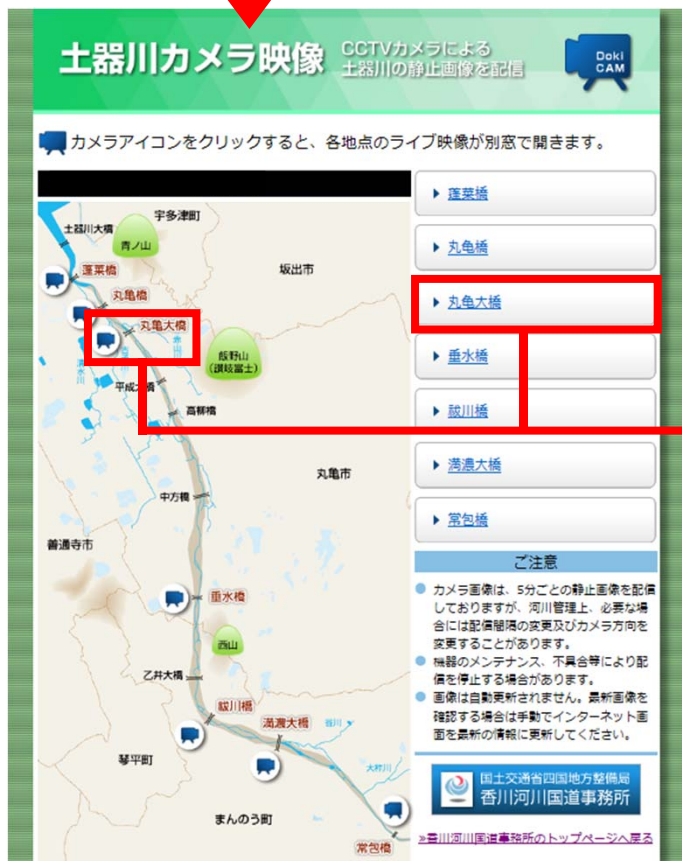 土器川カメラ映像
CCTVカメラによる
土器川の静止画像を配信
Doki
CAM
カメラアイコンをクリックすると、各地点のライブ映像が別窓で開きます。
宇多津町
土器川大橋
青ノ山
蓬莱橋
坂出市
丸亀橋
丸亀大橋
飯野山
(讃岐富士)
清水川
平成大橋
高柳橋
丸亀市
中方橋
善通寺市
垂水橋
西山
乙井大橋
祓川橋
満濃大橋
琴平町
大柞川
まんのう町
常包橋
蓬莱橋
丸亀橋
丸亀大橋
垂水橋
祓川橋
満濃大橋
常包橋
ご注意
カメラ画像は、5分ごとの静止画像を配信
しておりますが、河川管理上、必要な場
合には配信間隔の変更及びカメラ方向を
変更することがあります。
機器のメンテナンス、不具合等により配
信を停止する場合があります。
画像は自動更新されません。最新画像を
確認する場合は手動でインターネット画
面を最新の情報に更新してください。
国土交通省四国地方整備局
香川河川国道事務所
»香川河川国道事務所のトップページへ戻る